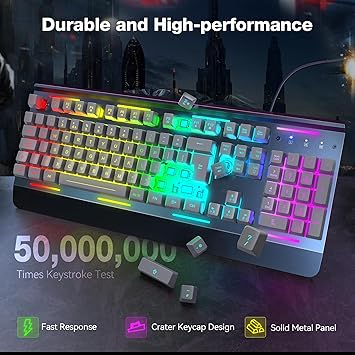 Durable and High-performance
50,000,000
Times Keystroke Test
Fast Response
Crater Keycap Design
Solid Metal Panel